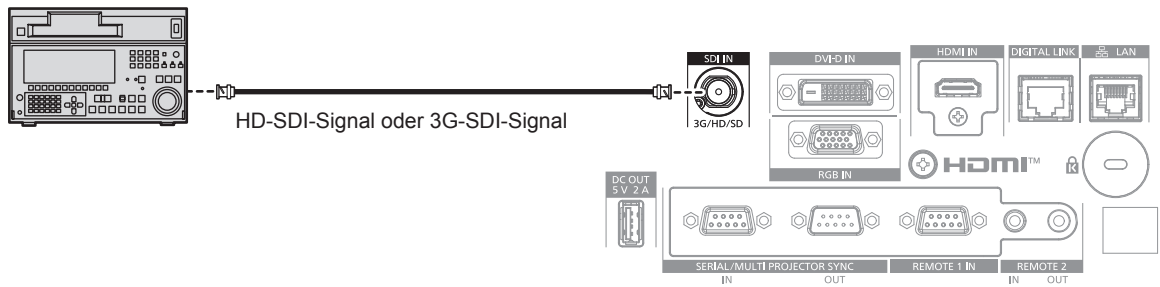 SDI IN
DVI-D IN
HDMI IN
DIGITAL LINK
LAN
HD-SDI-Signal oder 3G-SDI-Signal
3G/HD/SD
RGB IN
HDMI™
K
DC OUT
5 V 2 A
SERIAL/MULTI PROJECTOR SYNC
REMOTE 1 IN
REMOTE 2
IN
OUT
IN
OUT